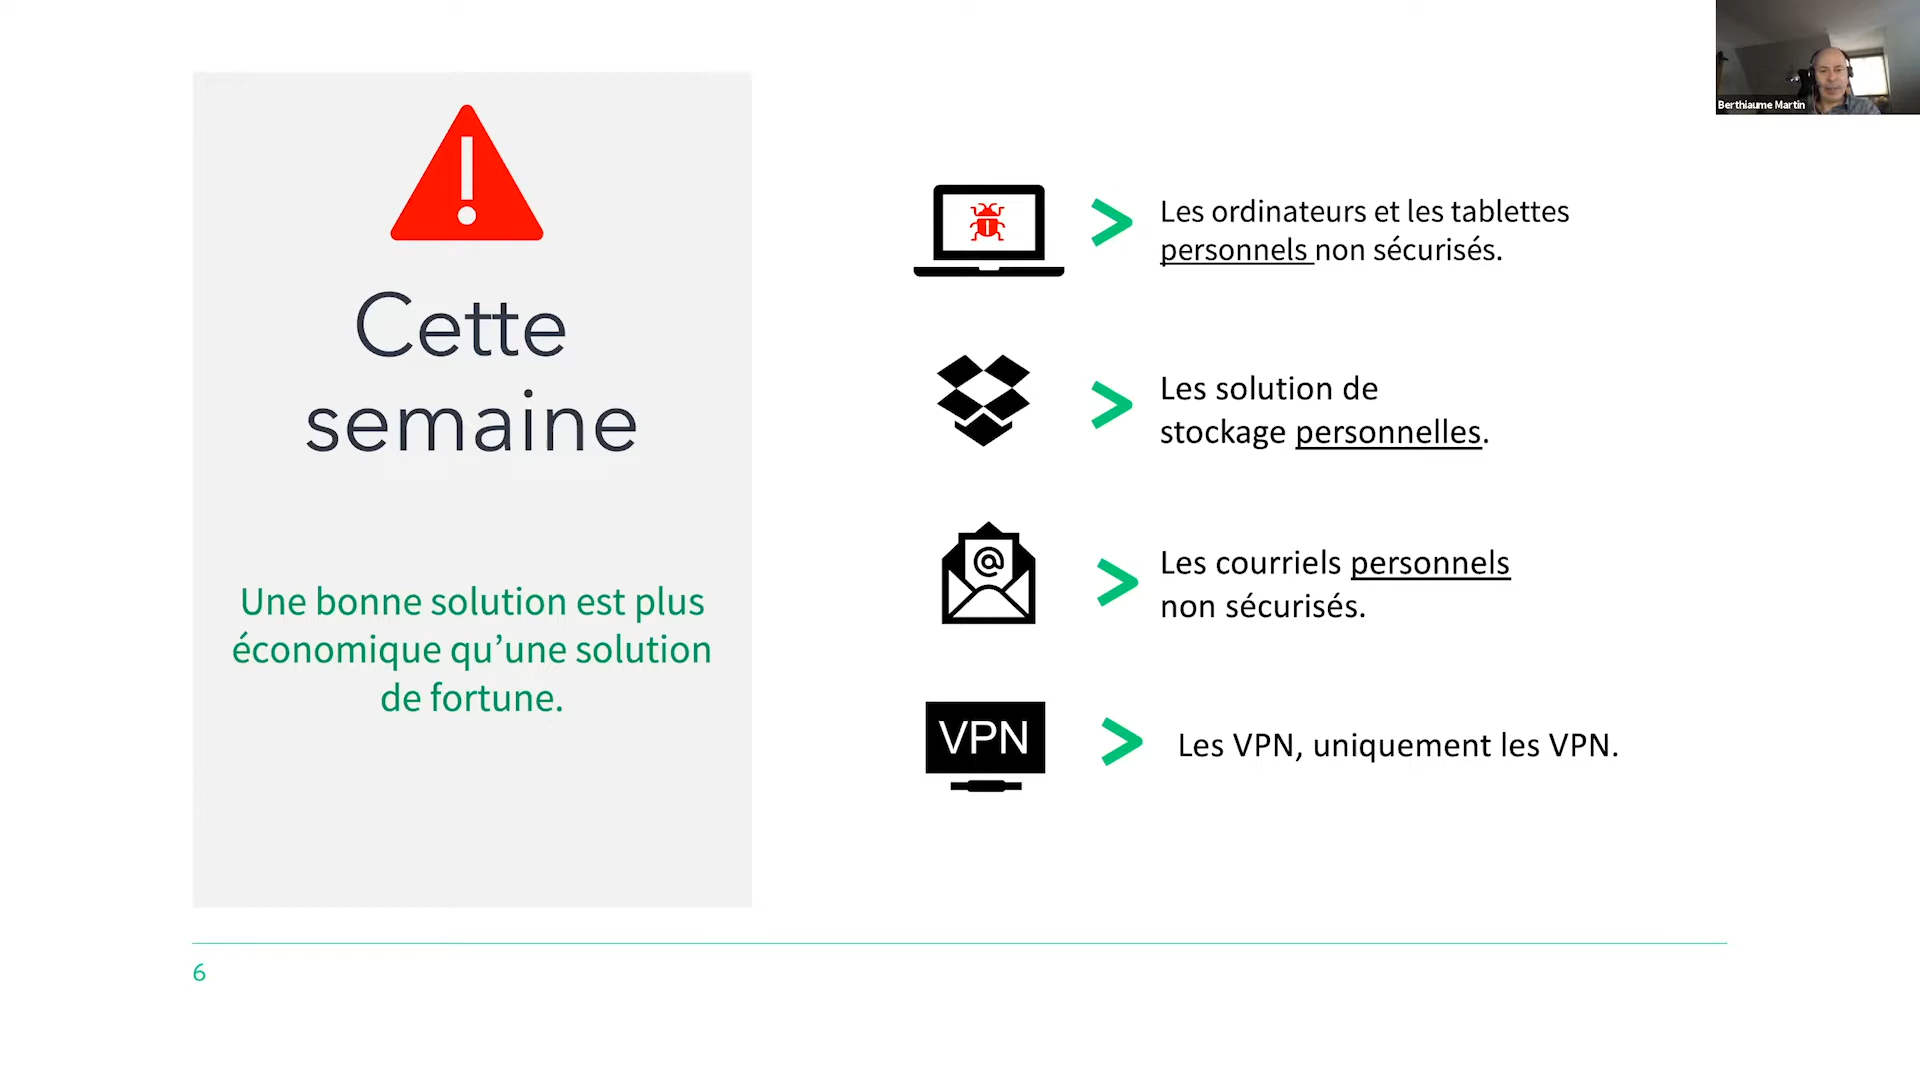 Berthiaume Martin
Cette
semaine
Une bonne solution est plus
économique qu’une solution
de fortune.
Les ordinateurs et les tablettes
personnels non sécurisés.
Les solution de
stockage personnelles.
@
Les courriels personnels
non sécurisés.
VPN
Les VPN, uniquement les VPN.
6